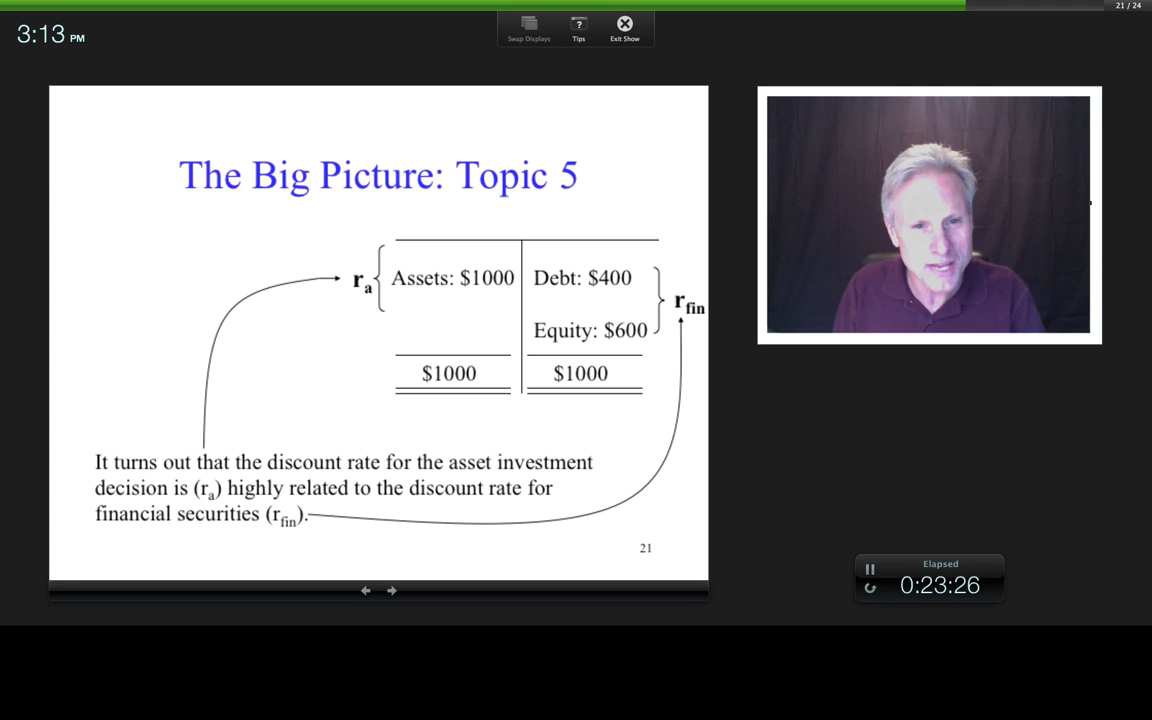 21 / 24
3:13 PM
Swap Displays
?
Tips
Exit Show
The Big Picture: Topic 5
ra
Assets: $1000
Debt: $400
rfin
Equity: $600
$1000
$1000
It turns out that the discount rate for the asset investment
decision is (ra) highly related to the discount rate for
financial securities (rfin).
21
Elapsed
0:23:26